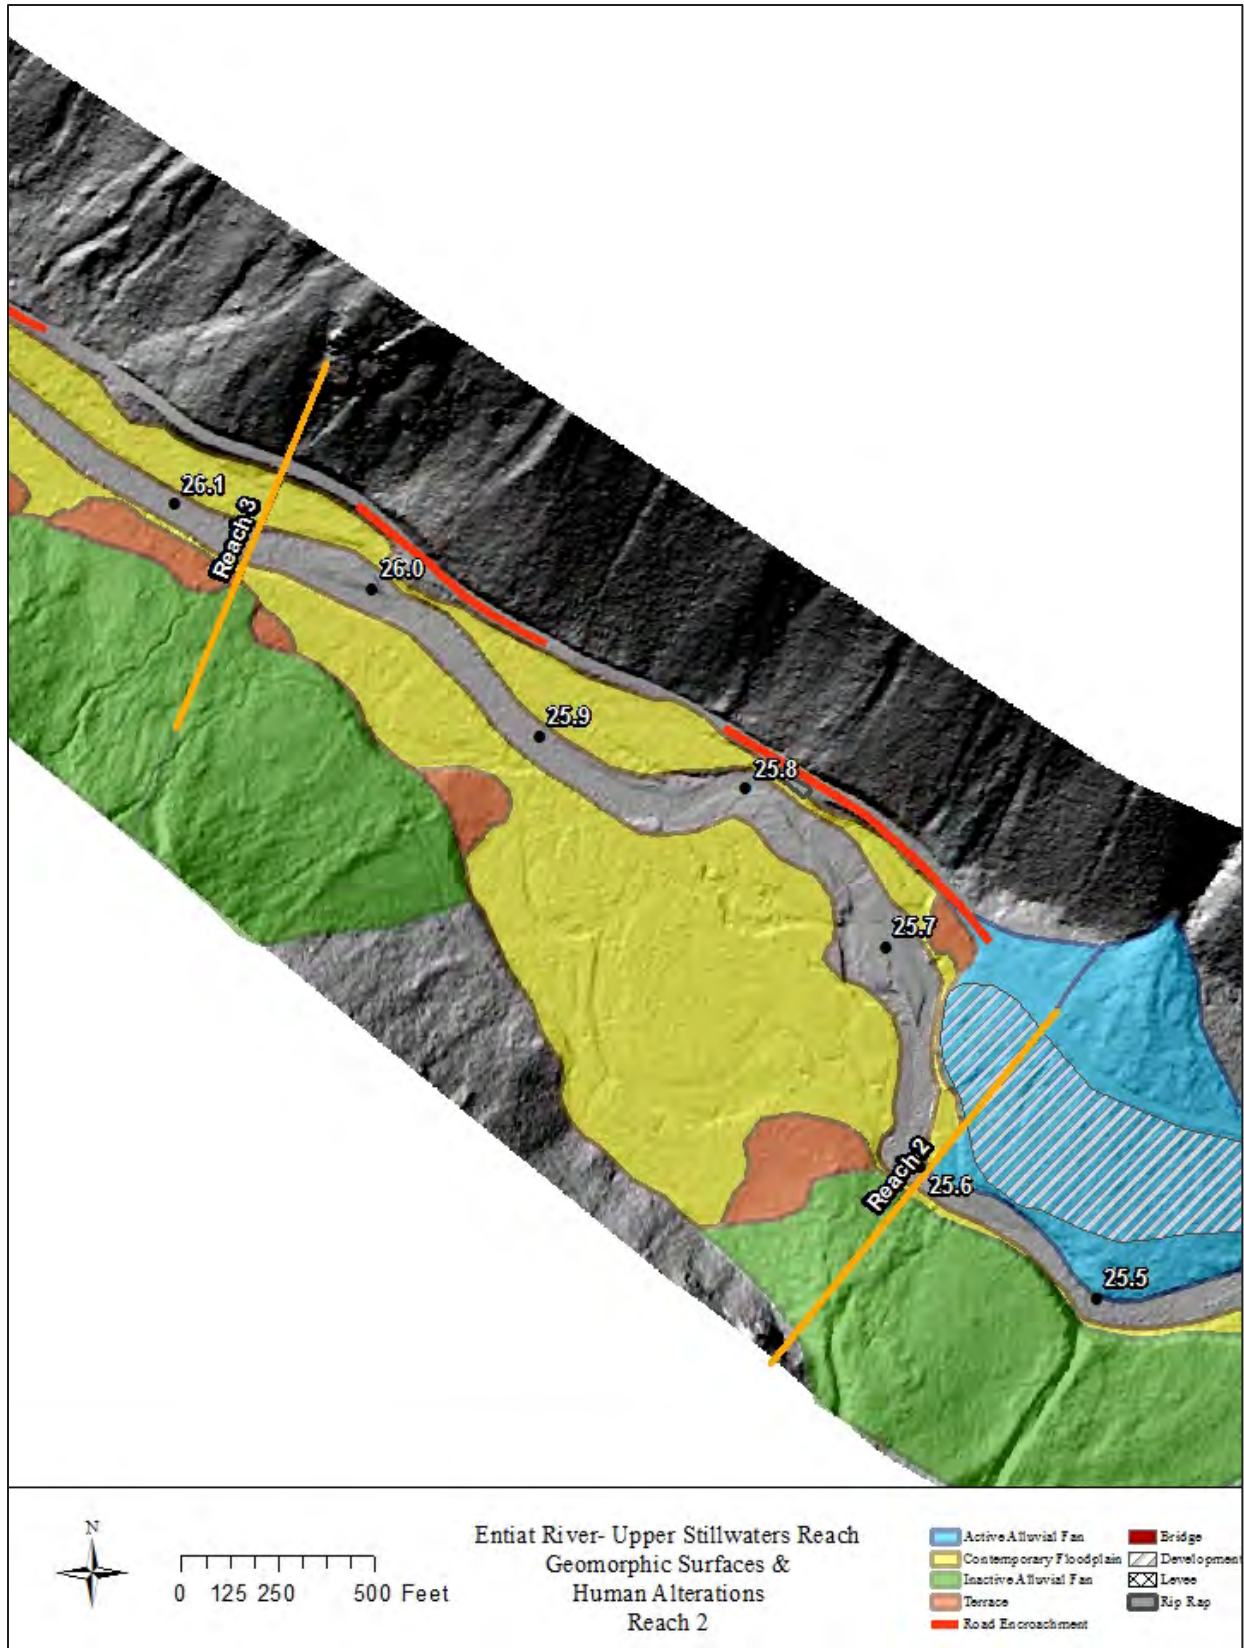 26.1
Reach 3
26.0
25.9
25.8
25.7
Reach 2
25.6
25.5
N
0 125 250 500 Feet
Entiat River- Upper Stillwaters Reach
Geomorphic Surfaces &
Human Alterations
Reach 2
Active Alluvial Fan
Contemporary Floodplain
Inactive Alluvial Fan
Terrace
Road Encroachment
Bridge
Development
Levee
Rip Rap